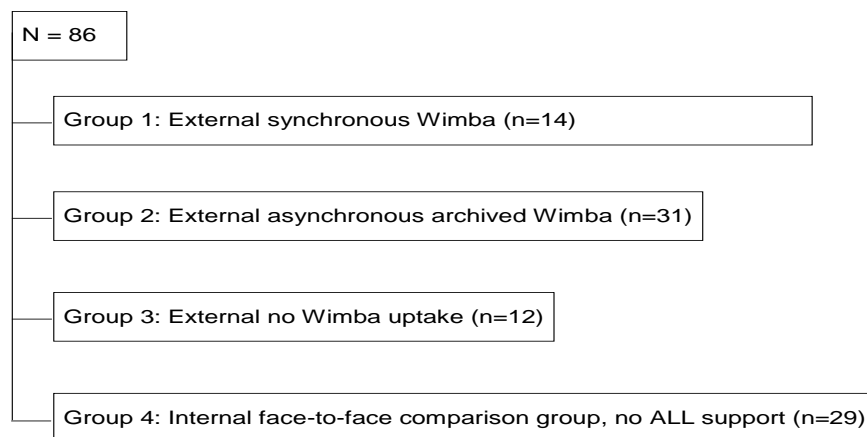 N = 86
Group 1: External synchronous Wimba (n=14)
Group 2: External asynchronous archived Wimba (n=31)
Group 3: External no Wimba uptake (n=12)
Group 4: Internal face-to-face comparison group, no ALL support (n=29)